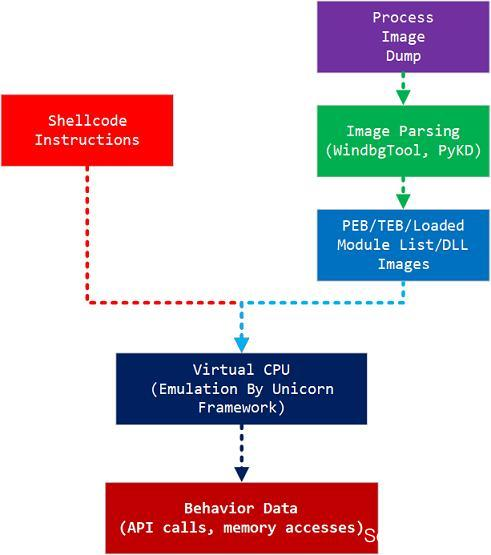 Process
Image
Dump
Shellcode
Instructions
Image Parsing
(WindbgTool, PyKD)
PEB/TEB/Loaded
Module List/DLL
Images
Virtual CPU
(Emulation By Unicorn
Framework)
Behavior Data
(API calls, memory accesses)